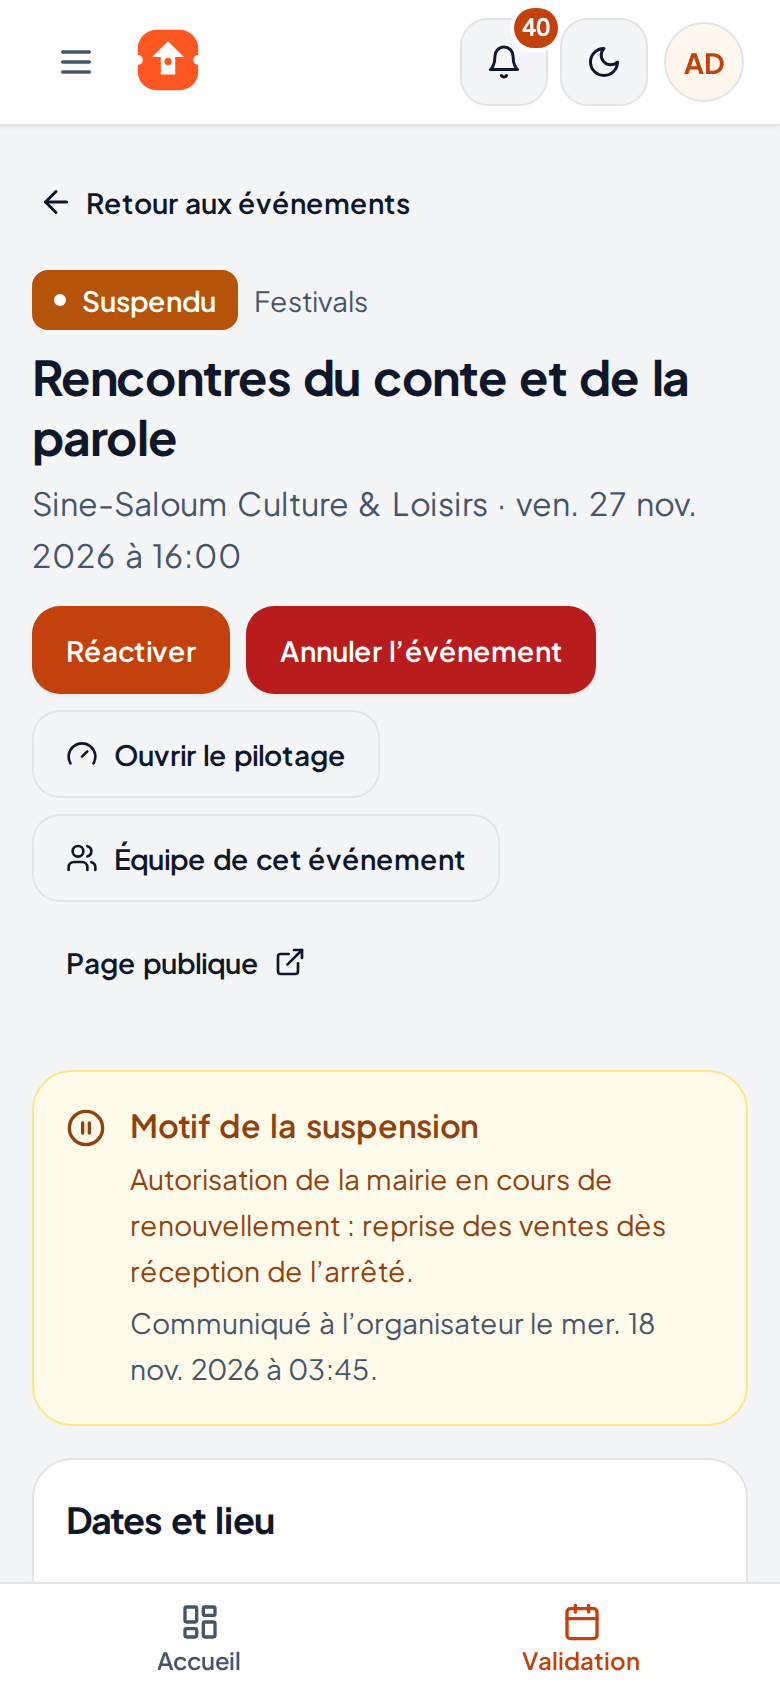 40
AD
Retour aux événements
Suspendu Festivals
Rencontres du conte et de la
parole
Sine-Saloum Culture & Loisirs · ven. 27 nov.
2026 à 16:00
Réactiver Annuler l’événement
Ouvrir le pilotage
Équipe de cet événement
Page publique
Motif de la suspension
Autorisation de la mairie en cours de
renouvellement : reprise des ventes dès
réception de l’arrêté.
Communiqué à l’organisateur le mer. 18
nov. 2026 à 03:45.
Dates et lieu
Accueil Validation